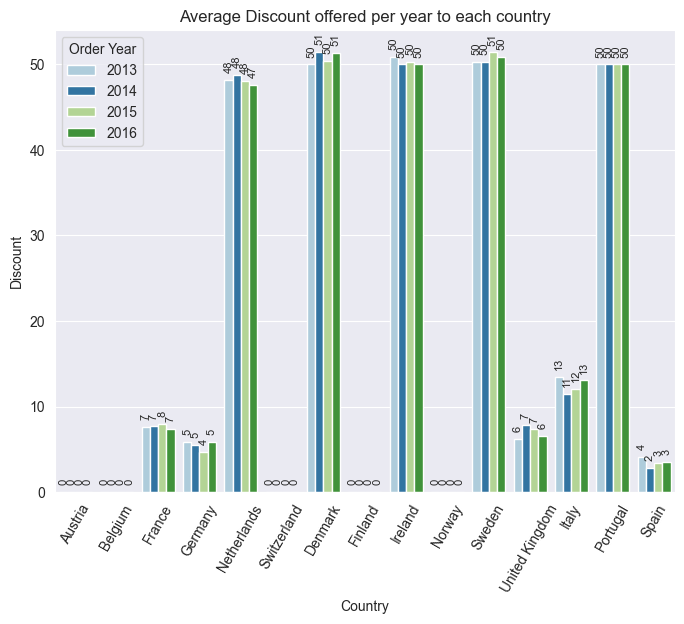 Average Discount offered per year to each country
Order Year
2013
2014
2015
2016
Discount
50
40
30
20
10
0
0 0 0 0
0 0 0 0
7 7 8 7
5 5 4 5
48 48 48 47
0 0 0 0
50 51 50 51
0 0 0 0
50 50 50 50
0 0 0 0
50 50 51 50
6 7 7 6
13 11 12 13
50 50 50 50
4 2 3 3
Austria
Belgium
France
Germany
Netherlands
Switzerland
Denmark
Finland
Ireland
Norway
Sweden
United Kingdom
Italy
Portugal
Spain
Country